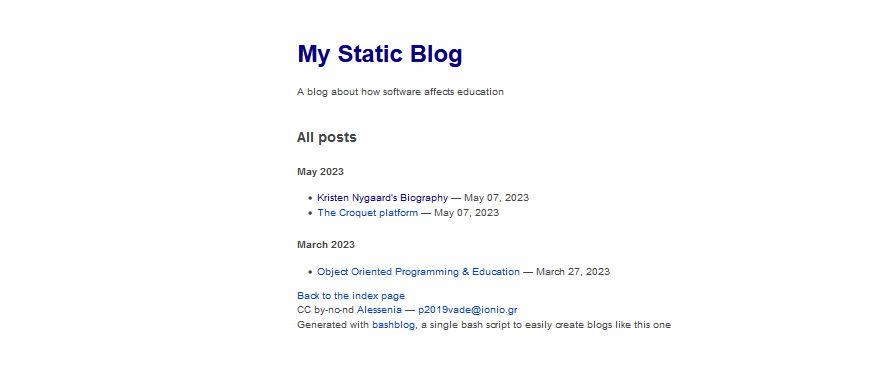 My Static Blog
A blog about how software affects education
All posts
May 2023
• Kristen Nygaard's Biography — May 07, 2023
• The Croquet platform — May 07, 2023
March 2023
• Object Oriented Programming & Education — March 27, 2023
Back to the index page
CC by-nc-nd Alessenia — p2019vade@ionio.gr
Generated with bashblog, a single bash script to easily create blogs like this one